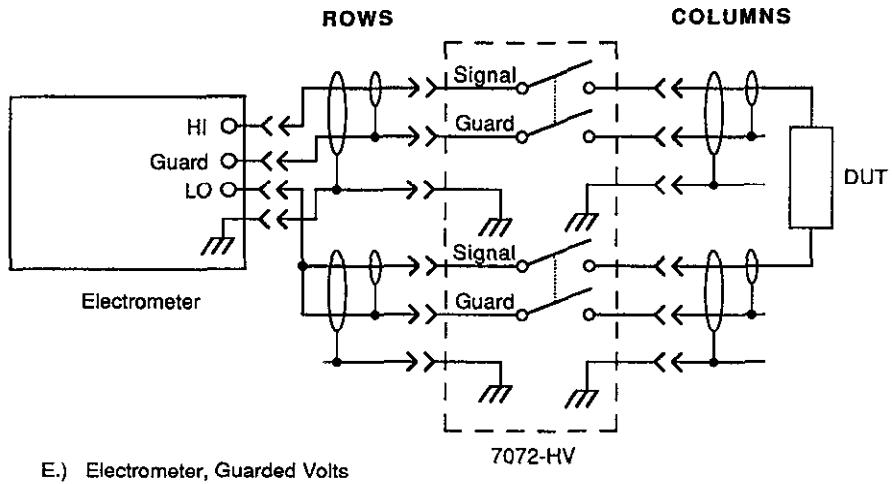 ROWS
COLUMNS
Signal
HI
Guard
Guard
LO
DUT
Signal
Electrometer
Guard
7072-HV
E.) Electrometer, Guarded Volts